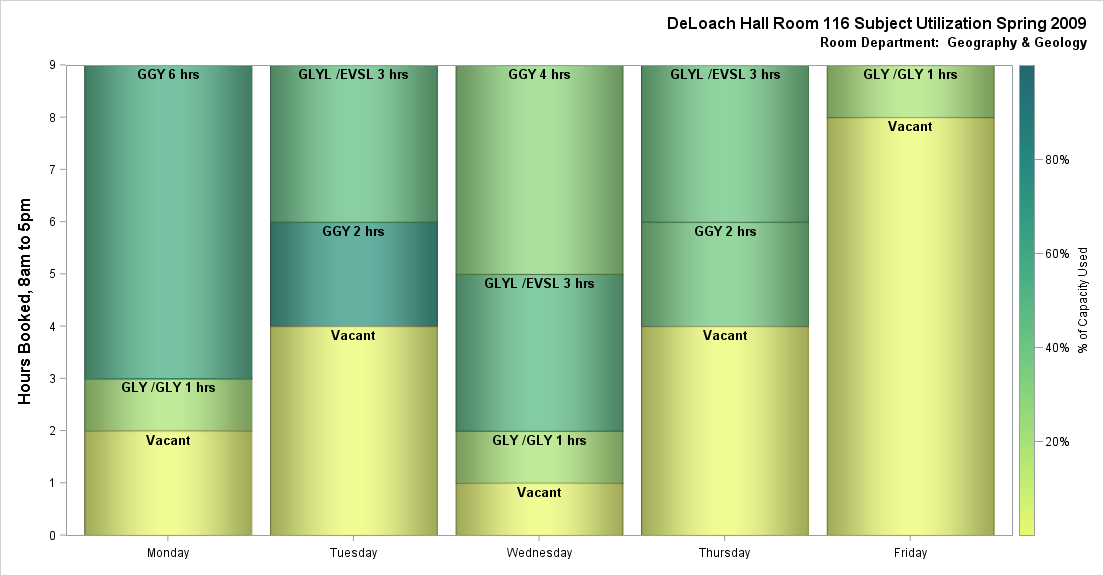 DeLoach Hall Room 116 Subject Utilization Spring 2009
Room Department:  Geography & Geology
Hours Booked, 8am to 5pm
9
8
7
6
5
4
3
2
1
0
GGY 6 hrs
GLY /GLY 1 hrs
Vacant
GLYL /EVSL 3 hrs
GGY 2 hrs
Vacant
GGY 4 hrs
GLYL /EVSL 3 hrs
GLY /GLY 1 hrs
Vacant
GLYL /EVSL 3 hrs
GGY 2 hrs
Vacant
GLY /GLY 1 hrs
Vacant
Monday
Tuesday
Wednesday
Thursday
Friday
80%
60%
40%
20%
% of Capacity Used